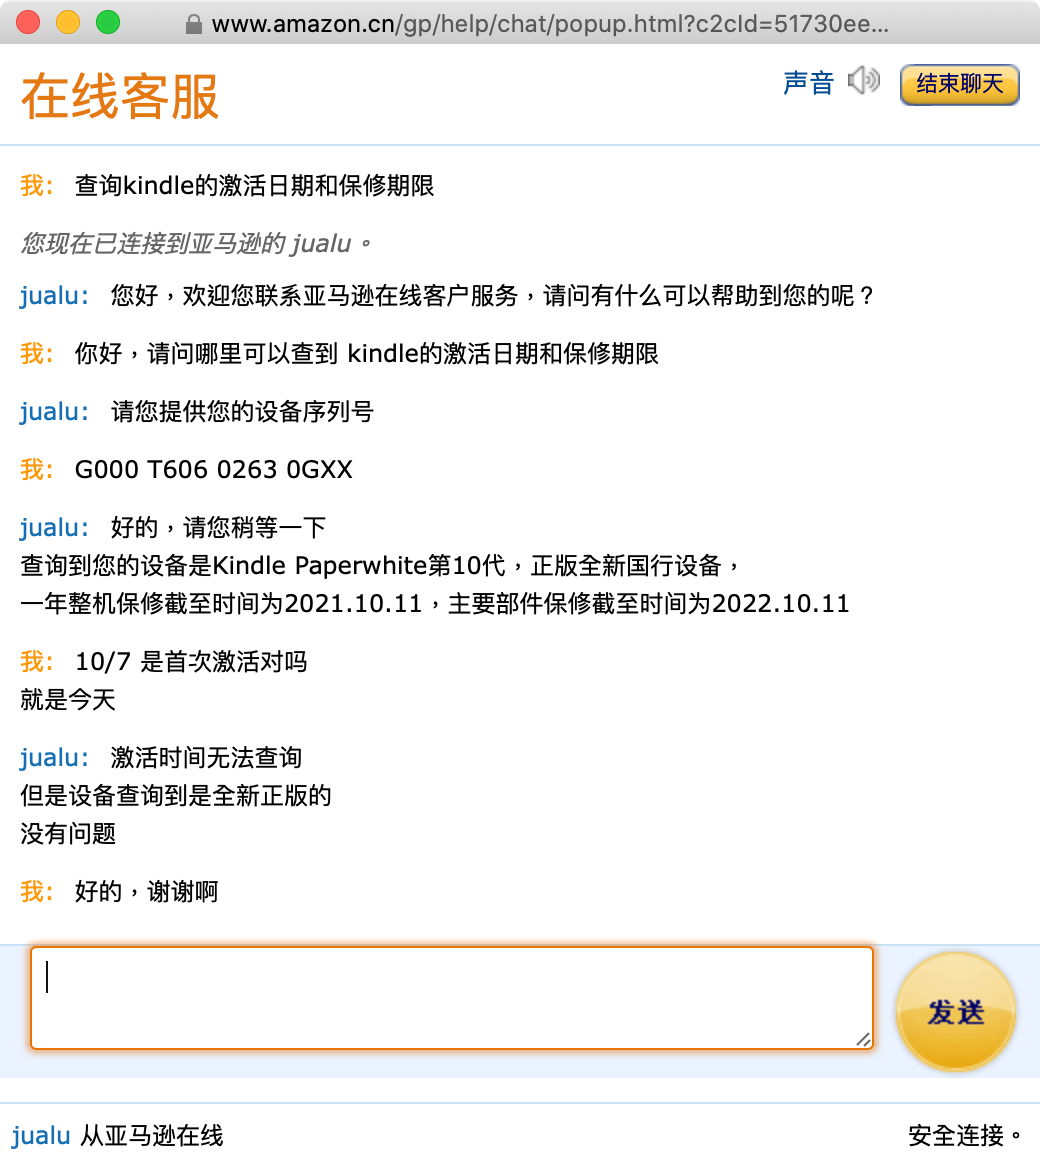 www.amazon.cn/gp/help/chat/popup.html?c2cId=51730ee...
在线客服
声音
结束聊天
我: 查询kindle的激活日期和保修期限
您现在已连接到亚马逊的 jualu。
jualu: 您好，欢迎您联系亚马逊在线客户服务，请问有什么可以帮助到您的呢？
我: 你好，请问哪里可以查到 kindle的激活日期和保修期限
jualu: 请您提供您的设备序列号
我: G000 T606 0263 0GXX
jualu: 好的，请您稍等一下
查询到您的设备是Kindle Paperwhite第10代，正版全新国行设备，
一年整机保修截至时间为2021.10.11，主要部件保修截至时间为2022.10.11
我: 10/7 是首次激活对吗
就是今天
jualu: 激活时间无法查询
但是设备查询到是全新正版的
没有问题
我: 好的，谢谢啊
发送
jualu 从亚马逊在线
安全连接。